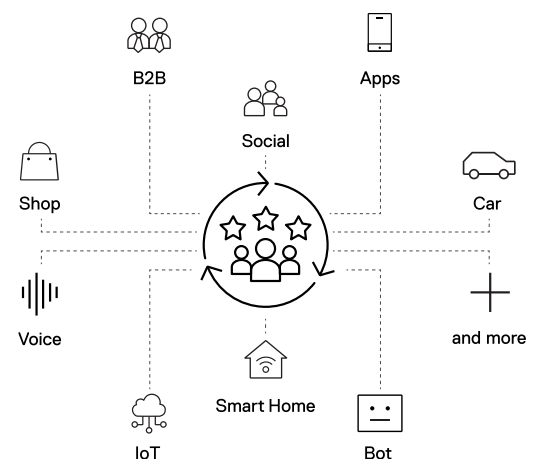 B2B
Apps
Social
Shop
Car
Voice
and more
Smart Home
IoT
Bot